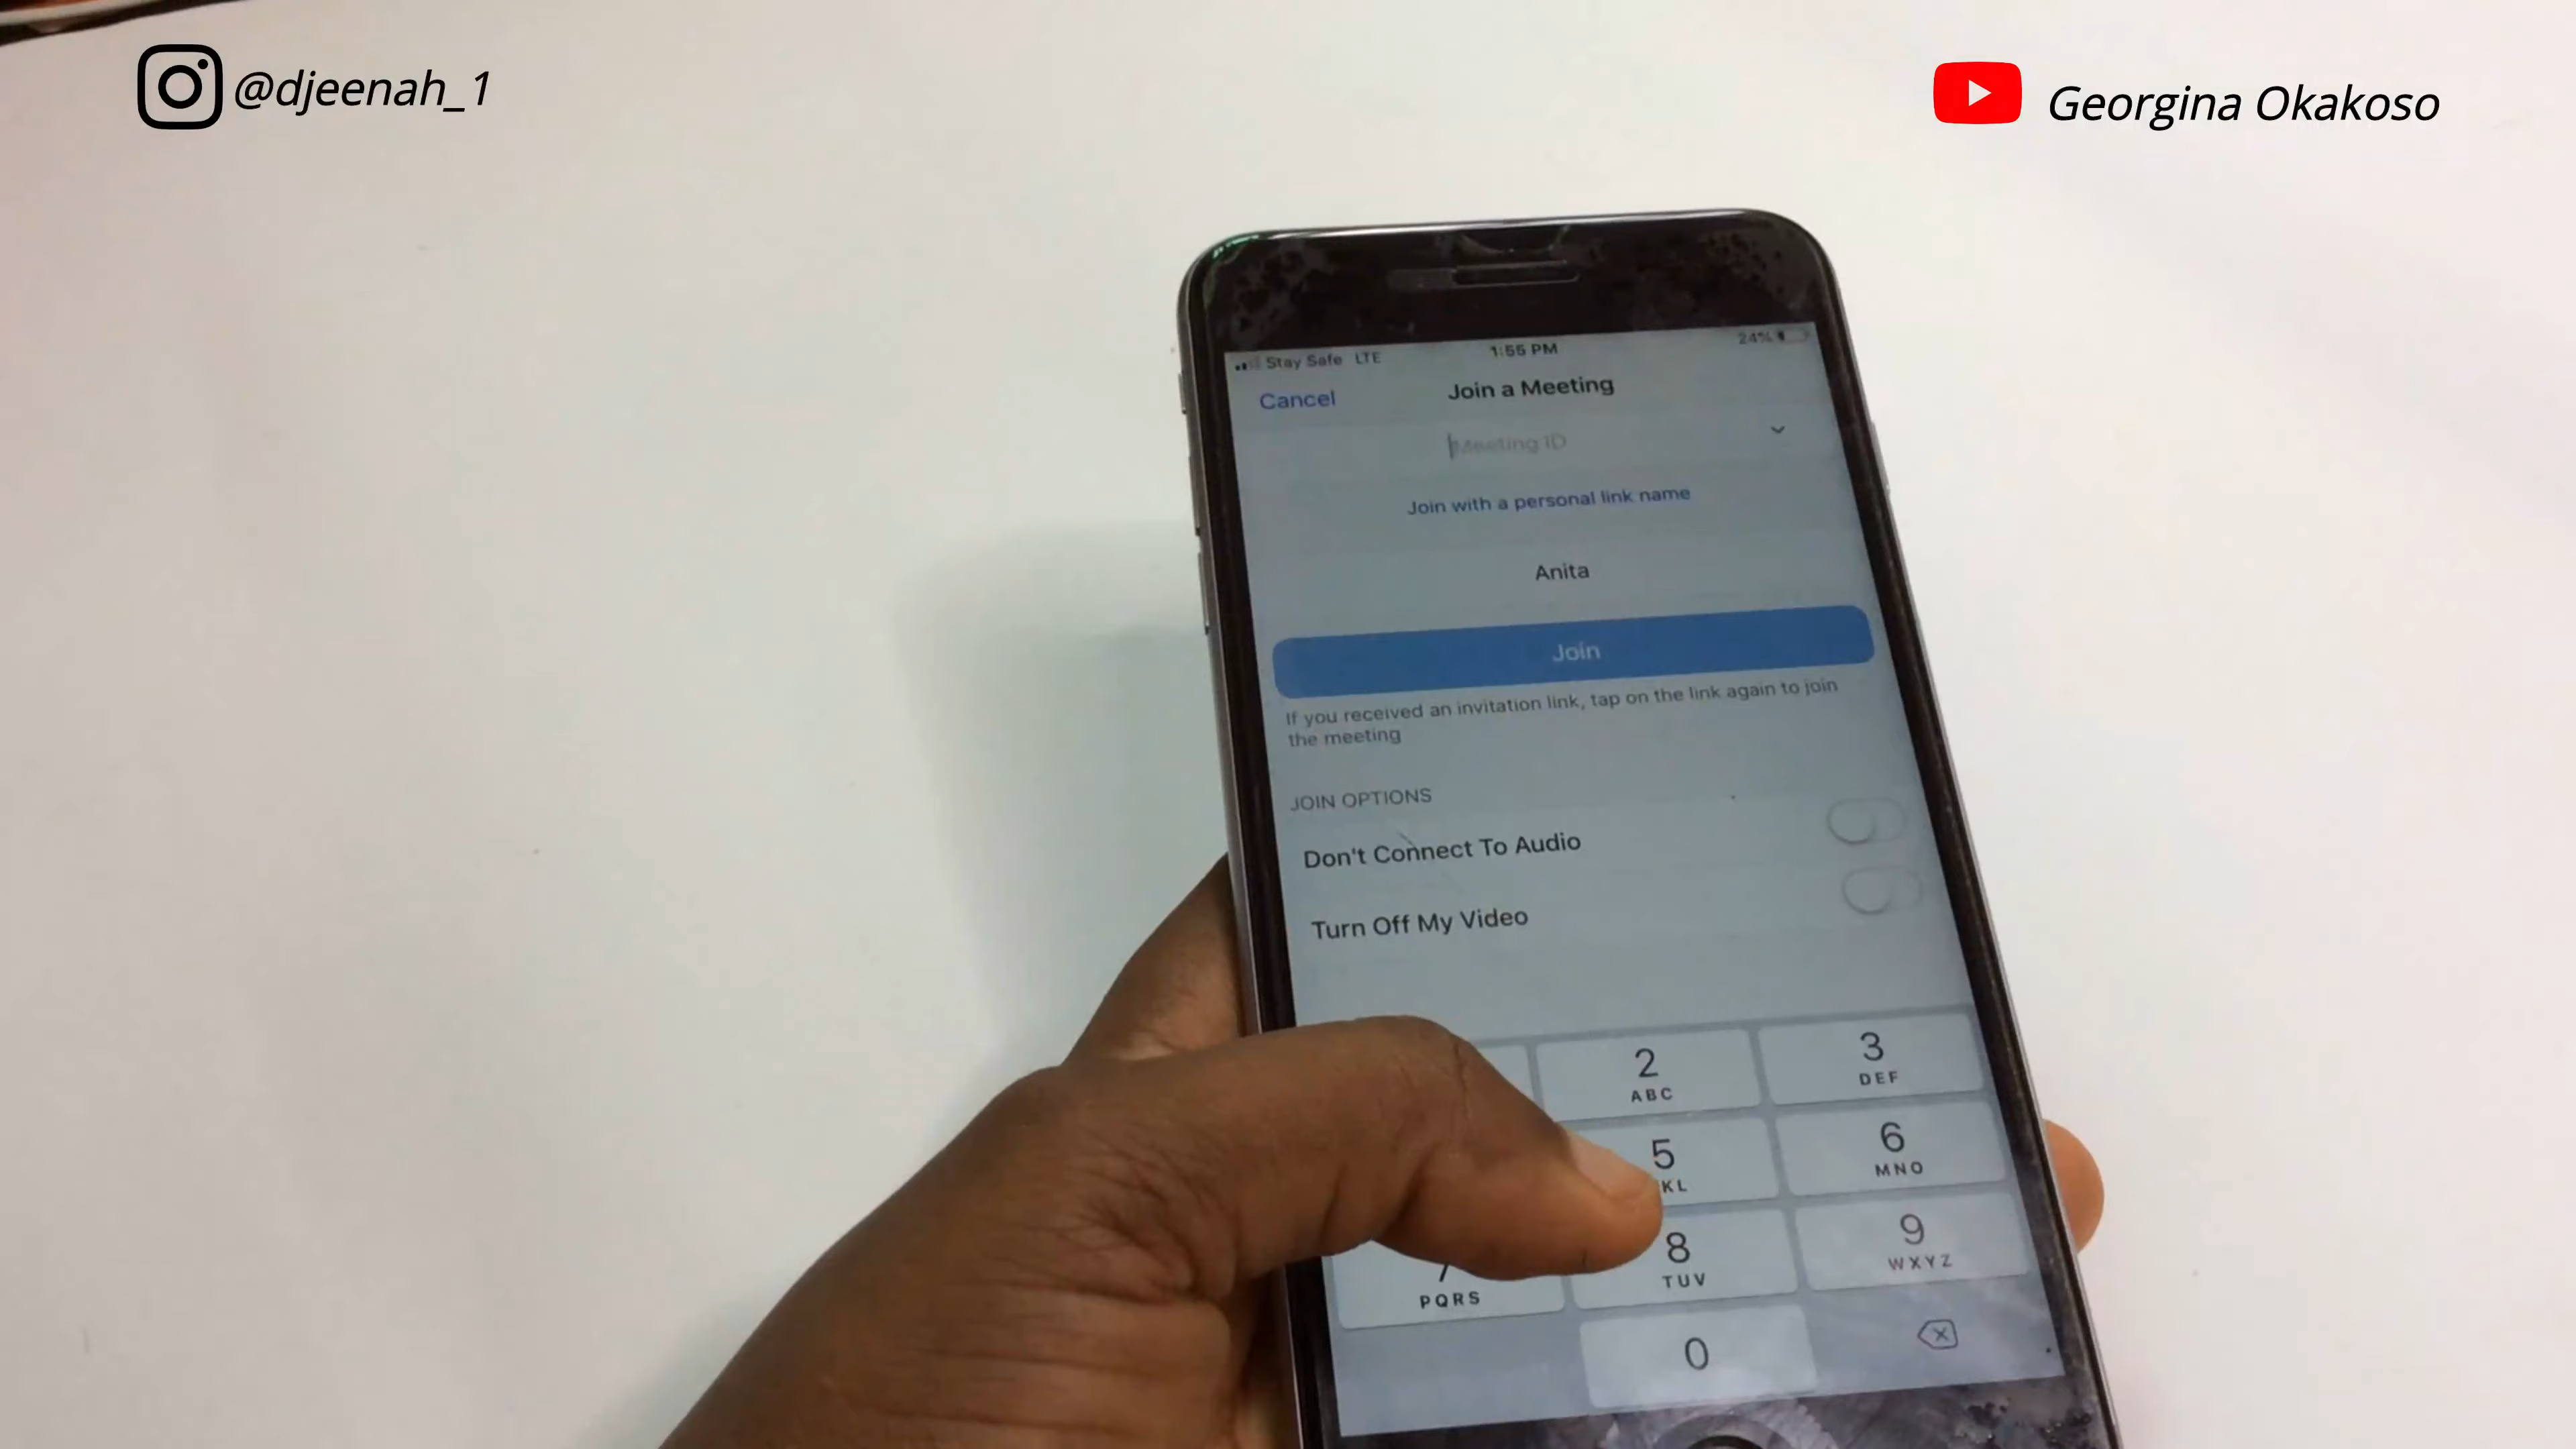 @djeenah_1
Georgina Okakoso
Stay Safe LTE
1:55 PM
24%
Cancel
Join a Meeting
Meeting ID
Join with a personal link name
Anita
Join
If you received an invitation link, tap on the link again to join
the meeting
JOIN OPTIONS
Don't Connect To Audio
Turn Off My Video
2
ABC
3
DEF
5
KL
6
MNO
7
PQRS
8
TUV
9
WXYZ
0